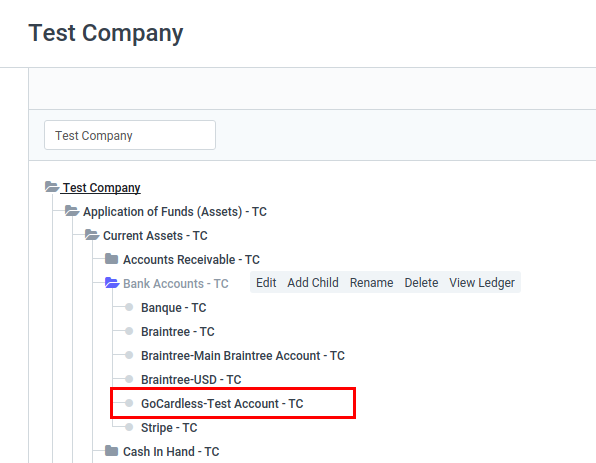 Test Company
Test Company
Test Company
Application of Funds (Assets) - TC
Current Assets - TC
Accounts Receivable - TC
Bank Accounts - TC Edit Add Child Rename Delete View Ledger
Banque - TC
Braintree - TC
Braintree-Main Braintree Account - TC
Braintree-USD - TC
GoCardless-Test Account - TC
Stripe - TC
Cash In Hand - TC